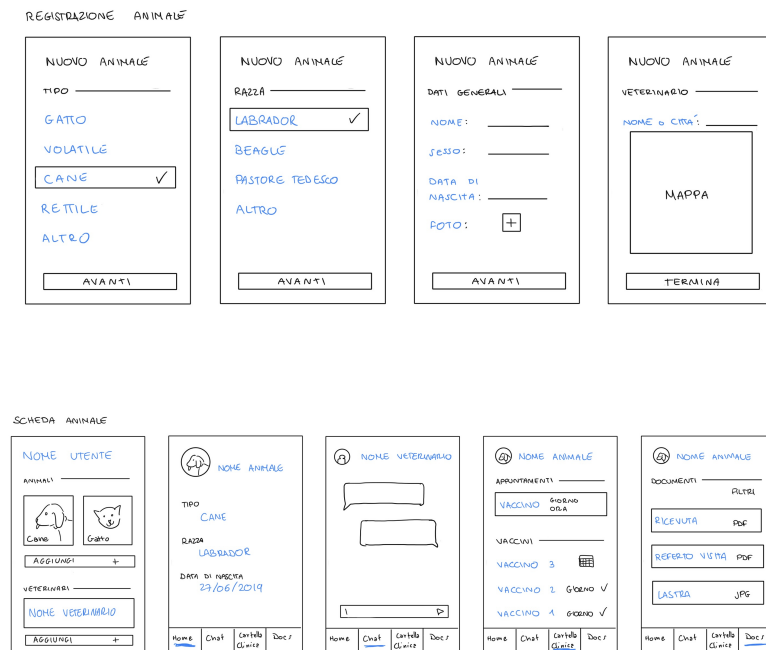 REGISTRAZIONE ANIMALE
NUOVO ANIMALE
TIPO
GATTO
VOLATILE
CANE
RETTILE
ALTRO
AVANTI
NUOVO ANIMALE
RAZZA
LABRADOR
BEAGLE
PASTORE TEDESCO
ALTRO
AVANTI
NUOVO ANIMALE
DATI GENERALI
NOME:
SESSO:
DATA DI
NASCITA:
FOTO:
AVANTI
NUOVO ANIMALE
VETERINARIO
NOME o CITTA':
MAPPA
TERMINA
SCHEDA ANIMALE
NOME UTENTE
ANIMALI
Cane
Gatto
AGGIUNGI +
VETERINARI
NOME VETERINARIO
AGGIUNGI +
NOME ANIMALE
TIPO
CANE
RAZZA
LABRADOR
DATA DI NASCITA
27/06/2019
Home Chat Cartella Docs
Clinica
NOME VETERINARIO
Home Chat Cartella Docs
Clinica
NOME ANIMALE
APPUNTAMENTI
VACCINO GIORNO
ORA
VACCINI
VACCINO 3
VACCINO 2 GIORNO ✓
VACCINO 1 GIORNO ✓
Home Chat Cartella Docs
Clinica
NOME ANIMALE
DOCUMENTI
FILTRI
RICEVUTA PDF
REFERTO VISITA PDF
LASTRA JPG
Home Chat Cartella Docs
Clinica